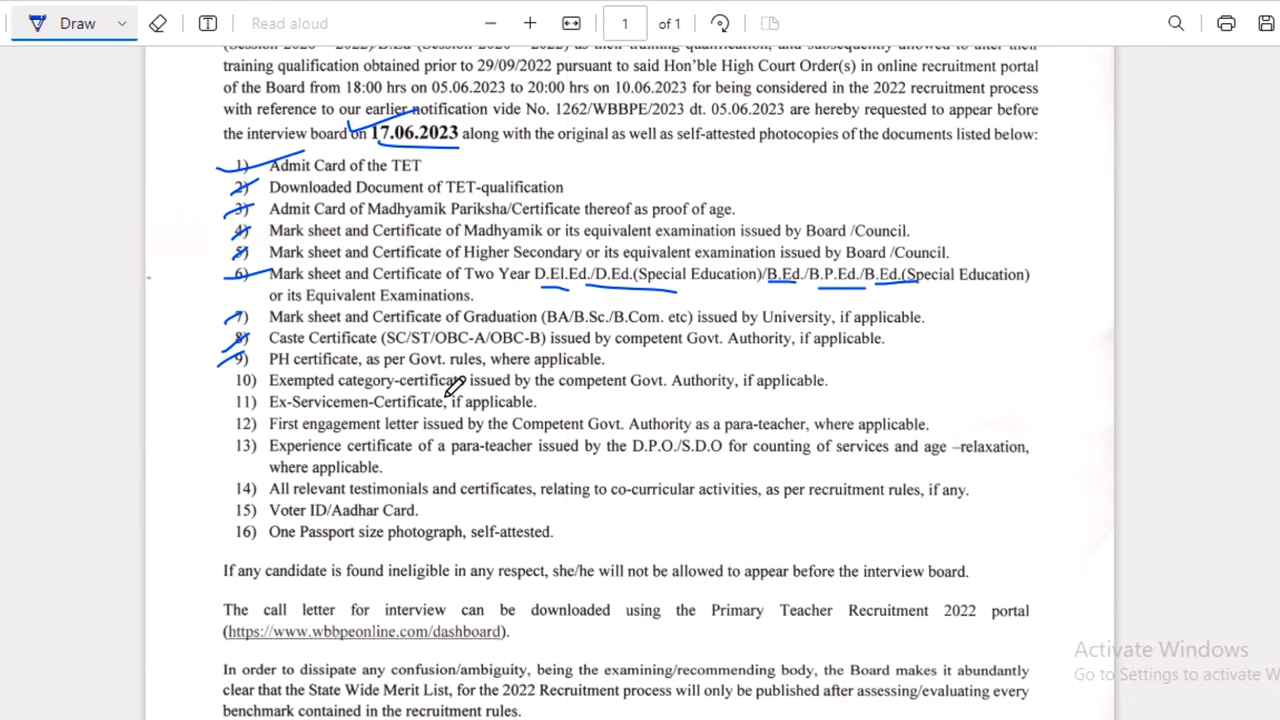 Draw
Read aloud
1
of 1
training qualification obtained prior to 29/09/2022 pursuant to said Hon'ble High Court Order(s) in online recruitment portal
of the Board from 18:00 hrs on 05.06.2023 to 20:00 hrs on 10.06.2023 for being considered in the 2022 recruitment process
with reference to our earlier notification vide No. 1262/WBBPE/2023 dt. 05.06.2023 are hereby requested to appear before
the interview board on 17.06.2023 along with the original as well as self-attested photocopies of the documents listed below:
1) Admit Card of the TET
2) Downloaded Document of TET-qualification
3) Admit Card of Madhyamik Pariksha/Certificate thereof as proof of age.
4) Mark sheet and Certificate of Madhyamik or its equivalent examination issued by Board /Council.
5) Mark sheet and Certificate of Higher Secondary or its equivalent examination issued by Board /Council.
6) Mark sheet and Certificate of Two Year D.El.Ed./D.Ed.(Special Education)/B.Ed./B.P.Ed./B.Ed.(Special Education)
or its Equivalent Examinations.
7) Mark sheet and Certificate of Graduation (BA/B.Sc./B.Com. etc) issued by University, if applicable.
8) Caste Certificate (SC/ST/OBC-A/OBC-B) issued by competent Govt. Authority, if applicable.
9) PH certificate, as per Govt. rules, where applicable.
10) Exempted category-certificate issued by the competent Govt. Authority, if applicable.
11) Ex-Servicemen-Certificate, if applicable.
12) First engagement letter issued by the Competent Govt. Authority as a para-teacher, where applicable.
13) Experience certificate of a para-teacher issued by the D.P.O./S.D.O for counting of services and age –relaxation,
where applicable.
14) All relevant testimonials and certificates, relating to co-curricular activities, as per recruitment rules, if any.
15) Voter ID/Aadhar Card.
16) One Passport size photograph, self-attested.
If any candidate is found ineligible in any respect, she/he will not be allowed to appear before the interview board.
The call letter for interview can be downloaded using the Primary Teacher Recruitment 2022 portal
(https://www.wbbpeonline.com/dashboard).
In order to dissipate any confusion/ambiguity, being the examining/recommending body, the Board makes it abundantly
clear that the State Wide Merit List, for the 2022 Recruitment process will only be published after assessing/evaluating every
benchmark contained in the recruitment rules.
Activate Windows
Go to Settings to activate W